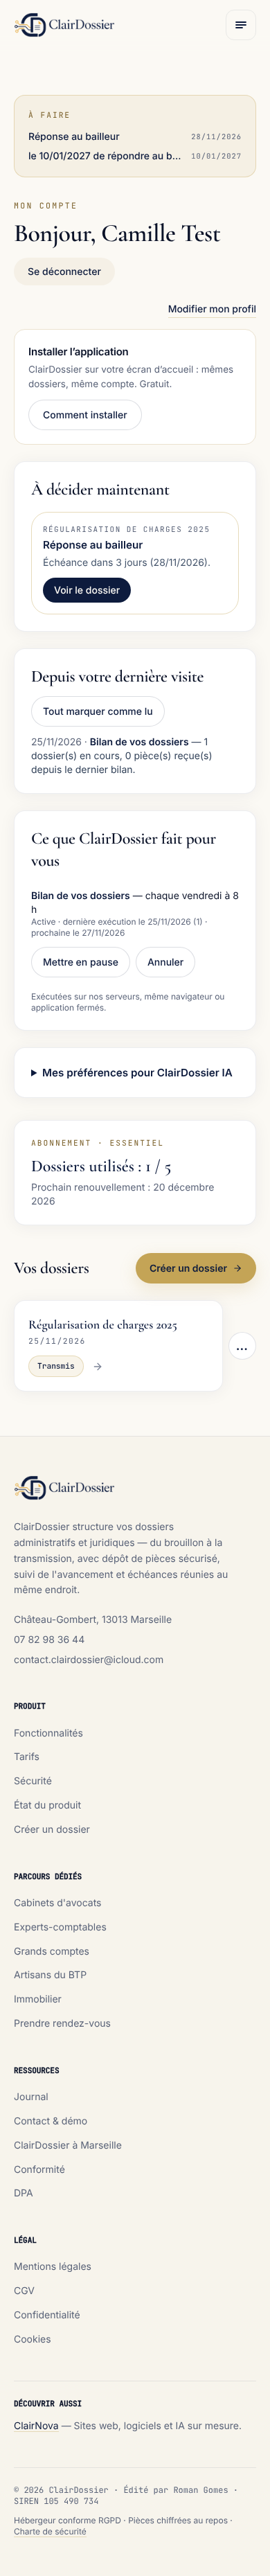 ClairDossier
À FAIRE
Réponse au bailleur 28/11/2026
le 10/01/2027 de répondre au b... 10/01/2027
MON COMPTE
Bonjour, Camille Test
Se déconnecter
Modifier mon profil
Installer l'application
ClairDossier sur votre écran d'accueil : mêmes
dossiers, même compte. Gratuit.
Comment installer
À décider maintenant
RÉGULARISATION DE CHARGES 2025
Réponse au bailleur
Échéance dans 3 jours (28/11/2026).
Voir le dossier
Depuis votre dernière visite
Tout marquer comme lu
25/11/2026 · Bilan de vos dossiers — 1
dossier(s) en cours, 0 pièce(s) reçue(s)
depuis le dernier bilan.
Ce que ClairDossier fait pour
vous
Bilan de vos dossiers — chaque vendredi à 8
h
Active · dernière exécution le 25/11/2026 (1) ·
prochaine le 27/11/2026
Mettre en pause Annuler
Exécutées sur nos serveurs, même navigateur ou
application fermés.
▶ Mes préférences pour ClairDossier IA
ABONNEMENT · ESSENTIEL
Dossiers utilisés : 1 / 5
Prochain renouvellement : 20 décembre
2026
Vos dossiers Créer un dossier →
Régularisation de charges 2025
25/11/2026
Transmis →
...
ClairDossier
ClairDossier structure vos dossiers
administratifs et juridiques — du brouillon à la
transmission, avec dépôt de pièces sécurisé,
suivi de l'avancement et échéances réunies au
même endroit.
Château-Gombert, 13013 Marseille
07 82 98 36 44
contact.clairdossier@icloud.com
PRODUIT
Fonctionnalités
Tarifs
Sécurité
État du produit
Créer un dossier
PARCOURS DÉDIÉS
Cabinets d'avocats
Experts-comptables
Grands comptes
Artisans du BTP
Immobilier
Prendre rendez-vous
RESSOURCES
Journal
Contact & démo
ClairDossier à Marseille
Conformité
DPA
LÉGAL
Mentions légales
CGV
Confidentialité
Cookies
DÉCOUVRIR AUSSI
ClairNova — Sites web, logiciels et IA sur mesure.
© 2026 ClairDossier · Édité par Roman Gomes ·
SIREN 105 490 734
Hébergeur conforme RGPD · Pièces chiffrées au repos ·
Charte de sécurité